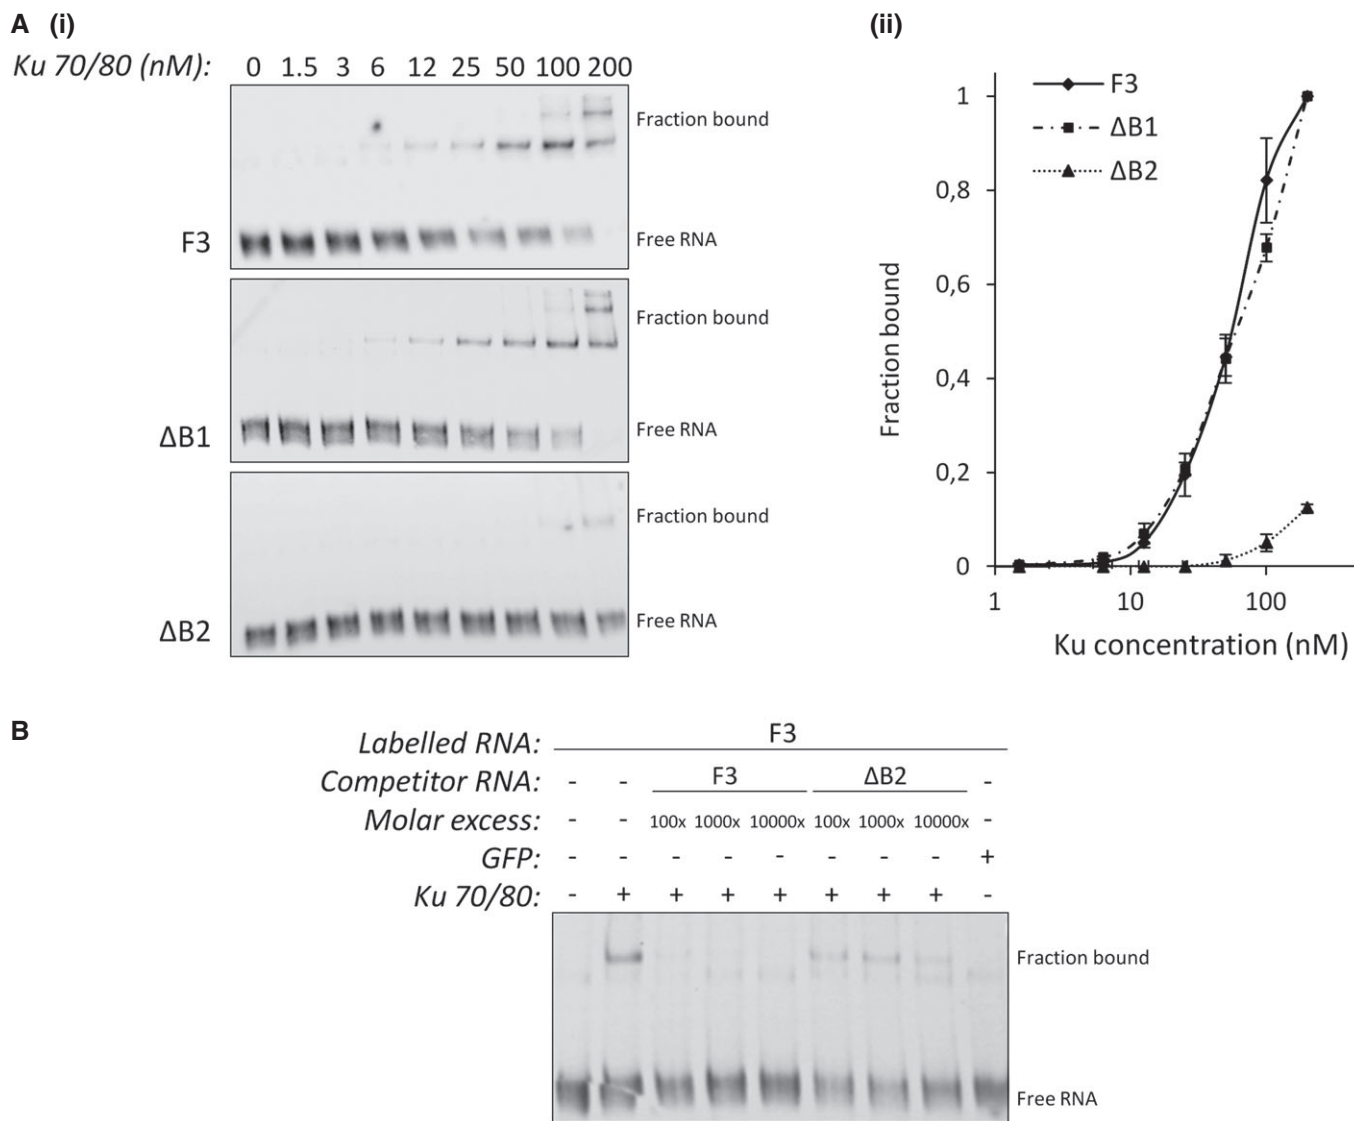 A (i)
Ku 70/80 (nM): 0 1.5 3 6 12 25 50 100 200
Fraction bound
F3
Free RNA
Fraction bound
ΔB1
Free RNA
Fraction bound
ΔB2
Free RNA
(ii)
F3
ΔB1
ΔB2
1
0,8
0,6
0,4
0,2
0
Fraction bound
1 10 100
Ku concentration (nM)
B
Labelled RNA: F3
Competitor RNA: - - F3 ΔB2 -
Molar excess: - - 100x 1000x 10000x 100x 1000x 10000x -
GFP: - - - - - - - - +
Ku 70/80: - + + + + + + + -
Fraction bound
Free RNA